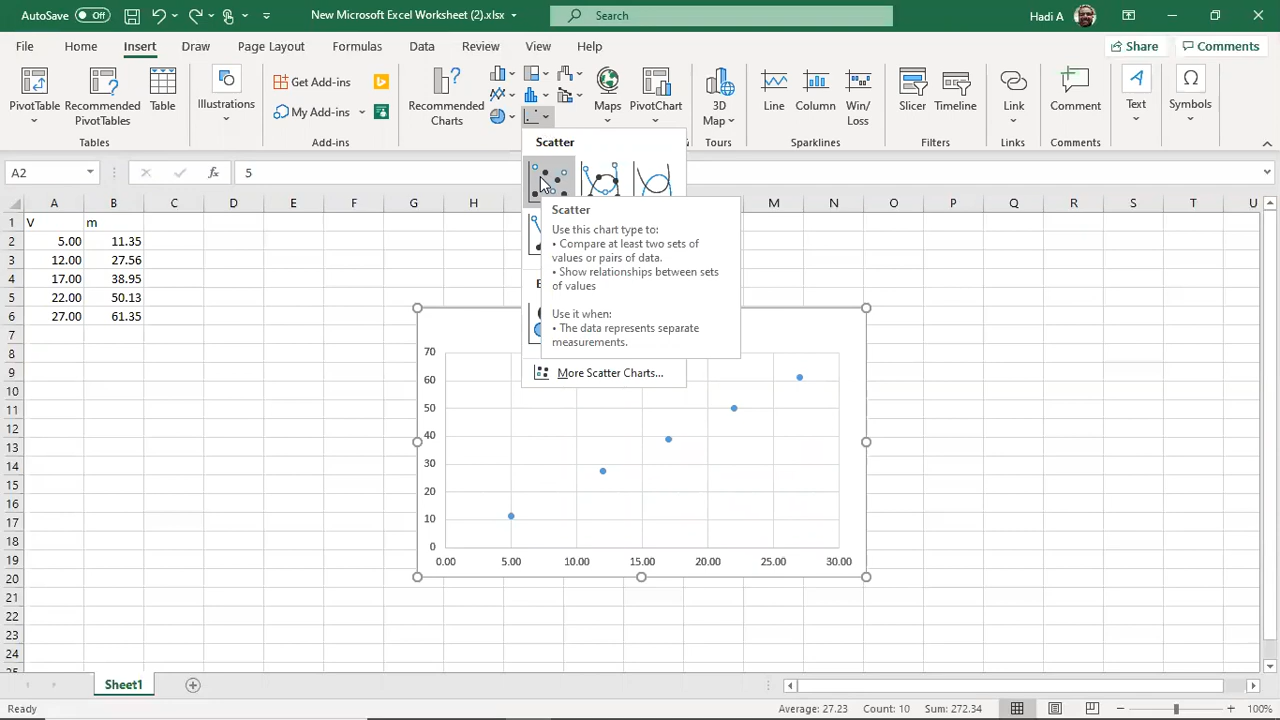 AutoSave Off New Microsoft Excel Worksheet (2).xlsx Search Hadi A
File Home Insert Draw Page Layout Formulas Data Review View Help Share Comments
PivotTable Recommended PivotTables Table Illustrations Get Add-ins My Add-ins Recommended Charts Maps PivotChart 3D Map Line Column Win/ Loss Slicer Timeline Link Comment Text Symbols
Tables Add-ins Tours Sparklines Filters Links Comments
Scatter
A2 fx 5
Scatter
Use this chart type to:
• Compare at least two sets of
values or pairs of data.
• Show relationships between sets
of values
Use it when:
• The data represents separate
measurements.
More Scatter Charts...
A B C D E F G H M N O P Q R S T U
1 V m
2 5.00 11.35
3 12.00 27.56
4 17.00 38.95
5 22.00 50.13
6 27.00 61.35
7
8
9
10
11
12
13
14
15
16
17
18
19
20
21
22
23
24
25
70
60
50
40
30
20
10
0
0.00 5.00 10.00 15.00 20.00 25.00 30.00
Sheet1
Ready Average: 27.23 Count: 10 Sum: 272.34 100%